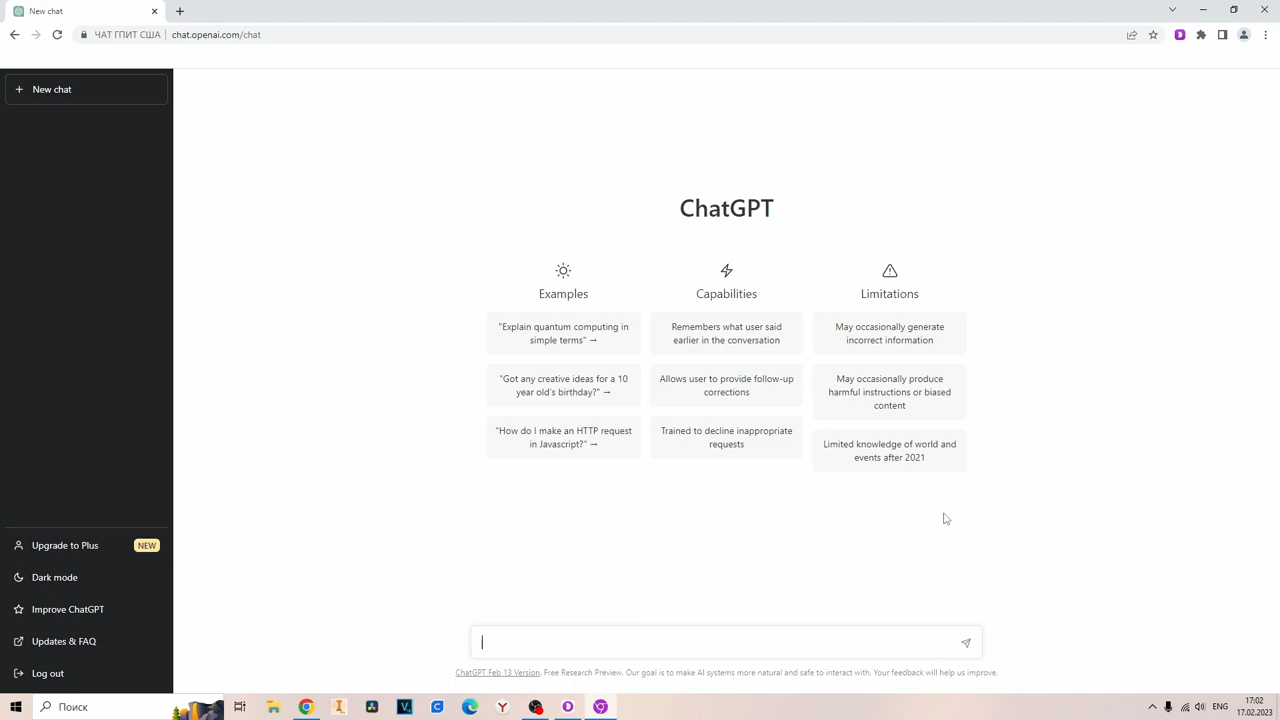 New chat
ЧАТ ГПИТ США
chat.openai.com/chat
New chat
ChatGPT
Examples
Capabilities
Limitations
"Explain quantum computing in
simple terms" →
Remembers what user said
earlier in the conversation
May occasionally generate
incorrect information
"Got any creative ideas for a 10
year old's birthday?" →
Allows user to provide follow-up
corrections
May occasionally produce
harmful instructions or biased
content
"How do I make an HTTP request
in Javascript?" →
Trained to decline inappropriate
requests
Limited knowledge of world and
events after 2021
Upgrade to Plus
NEW
Dark mode
Improve ChatGPT
Updates & FAQ
Log out
ChatGPT Feb 13 Version. Free Research Preview. Our goal is to make AI systems more natural and safe to interact with. Your feedback will help us improve.
Поиск
ENG
17:02
17.02.2023